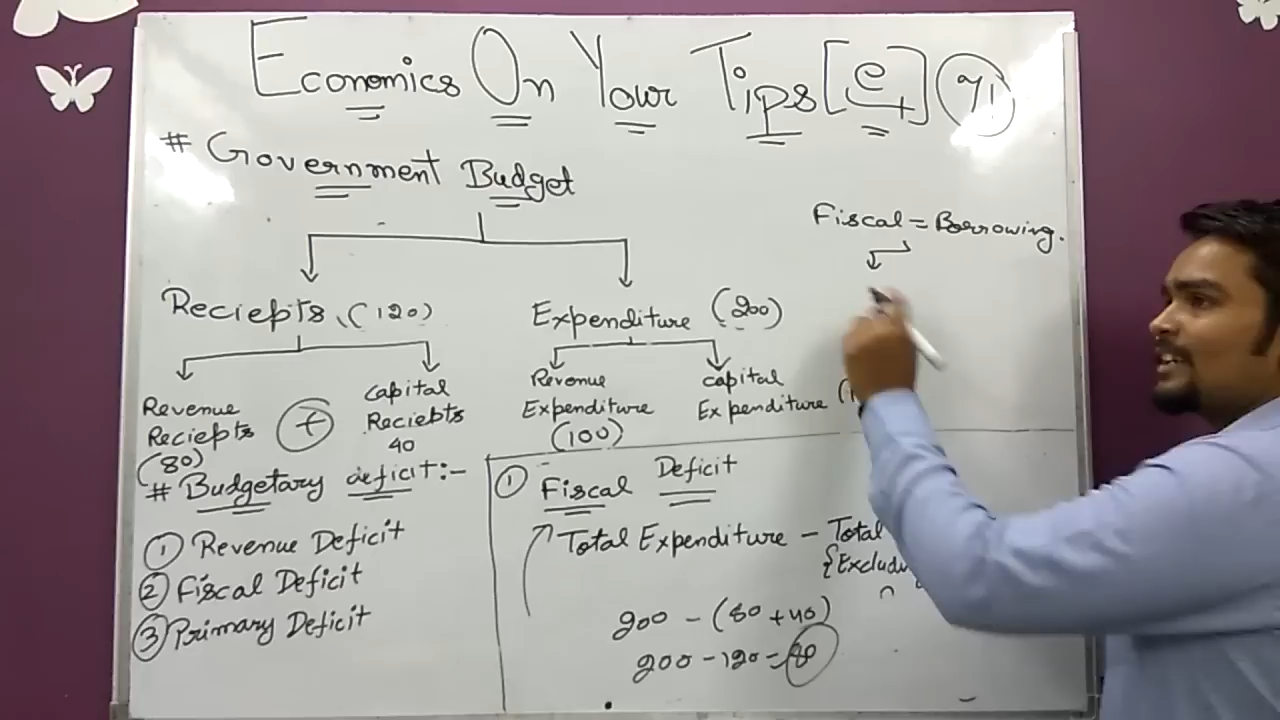 Economics On Your Tips [e]
# Government Budget
Fiscal = Borrowing.
Reciepts, (120)
Expenditure (200)
Revenue
Reciepts
(80)
+
Capital
Reciepts
40
Revenue
Expenditure
(100)
capital
Expenditure
# Budgetary deficit:-
① Revenue Deficit
② Fiscal Deficit
③ Primary Deficit
① Fiscal Deficit
Total Expenditure - Total
200 - (80 + 40)
200 - 120 = 80